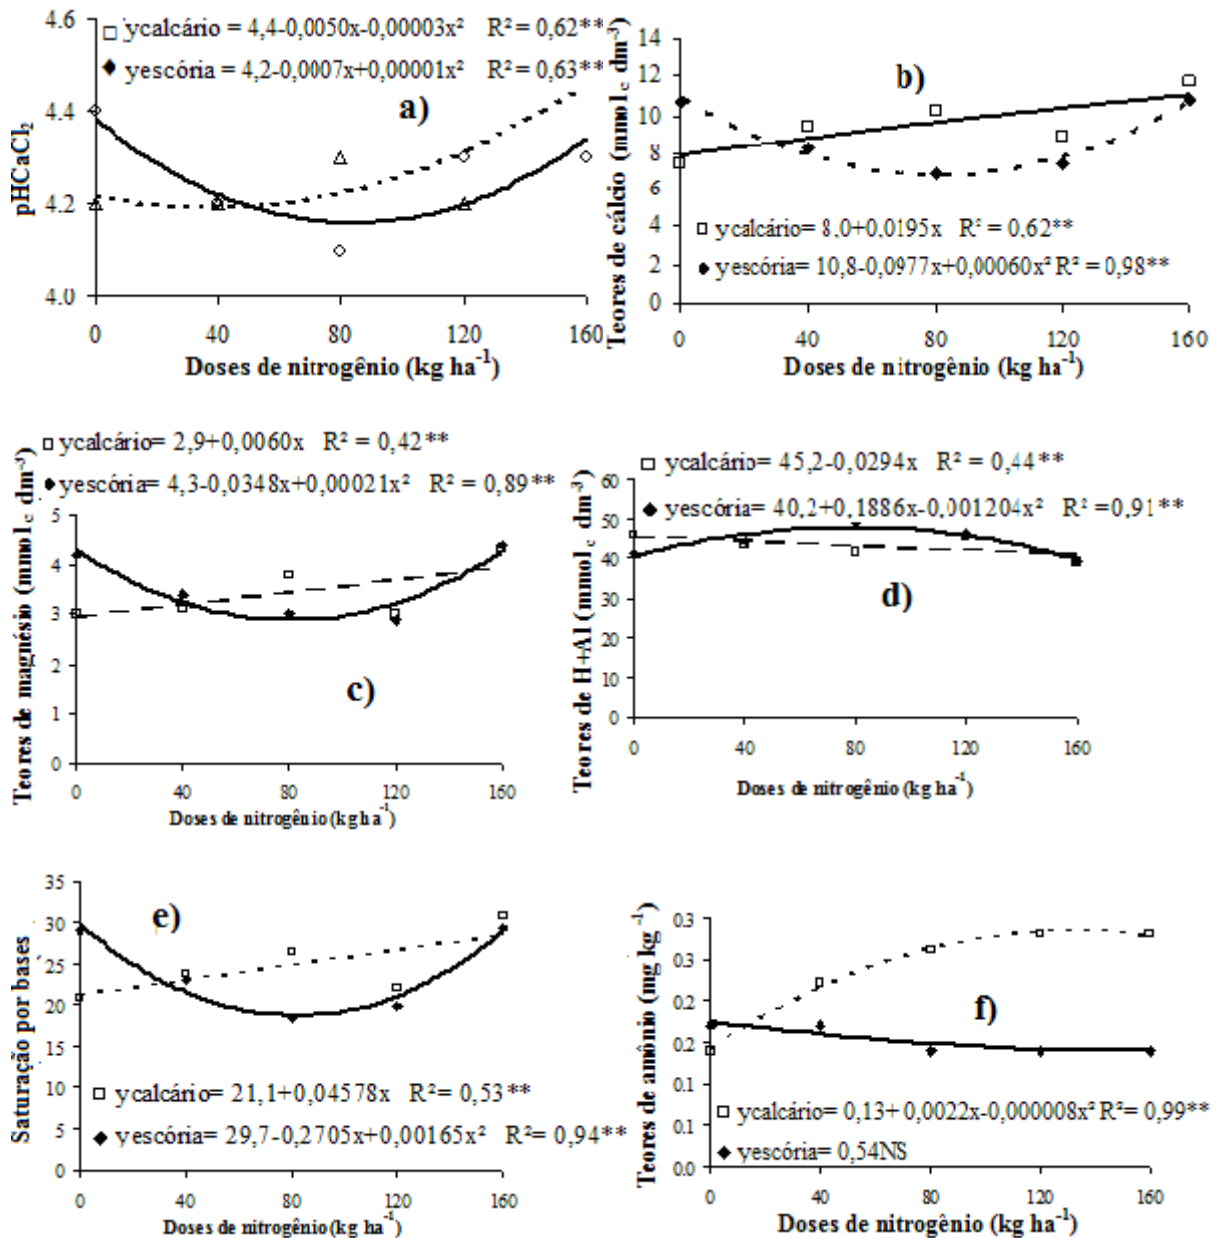 ycalcário = 4,4-0,0050x-0,00003x² R² = 0,62**
yescória = 4,2-0,0007x+0,00001x² R² = 0,63**
a)
pHCaCl₂
4.6
4.4
4.2
4.0
0 40 80 120 160
Doses de nitrogênio (kg ha⁻¹)
b)
Teores de cálcio (mmol c dm⁻³)
14
12
10
8
6
4
2
0
ycalcário= 8,0+0,0195x R² = 0,62**
yescória= 10,8-0,0977x+0,00060x² R² = 0,98**
0 40 80 120 160
Doses de nitrogênio (kg ha⁻¹)
ycalcário= 2,9+0,0060x R² = 0,42**
yescória= 4,3-0,0348x+0,00021x² R² = 0,89**
Teores de magnésio (mmol c dm⁻³)
5
4
3
2
1
0
c)
0 40 80 120 160
Doses de nitrogênio (kg ha⁻¹)
ycalcário= 45,2-0,0294x R² = 0,44**
yescória= 40,2+0,1886x-0,001204x² R² =0,91**
Teores de H+Al (mmol c dm⁻³)
60
50
40
30
20
10
0
d)
0 40 80 120 160
Doses de nitrogênio (kg ha⁻¹)
e)
Saturação por bases
35
30
25
20
15
10
5
0
ycalcário= 21,1+0,04578x R²= 0,53**
yescória= 29,7-0,2705x+0,00165x² R²= 0,94**
0 40 80 120 160
Doses de nitrogênio (kg ha⁻¹)
Teores de amônio (mg kg⁻¹)
0.3
0.3
0.2
0.2
0.1
0.1
0.0
f)
ycalcário= 0,13+0,0022x-0,000008x² R²= 0,99**
yescória= 0,54NS
0 40 80 120 160
Doses de nitrogênio (kg ha⁻¹)